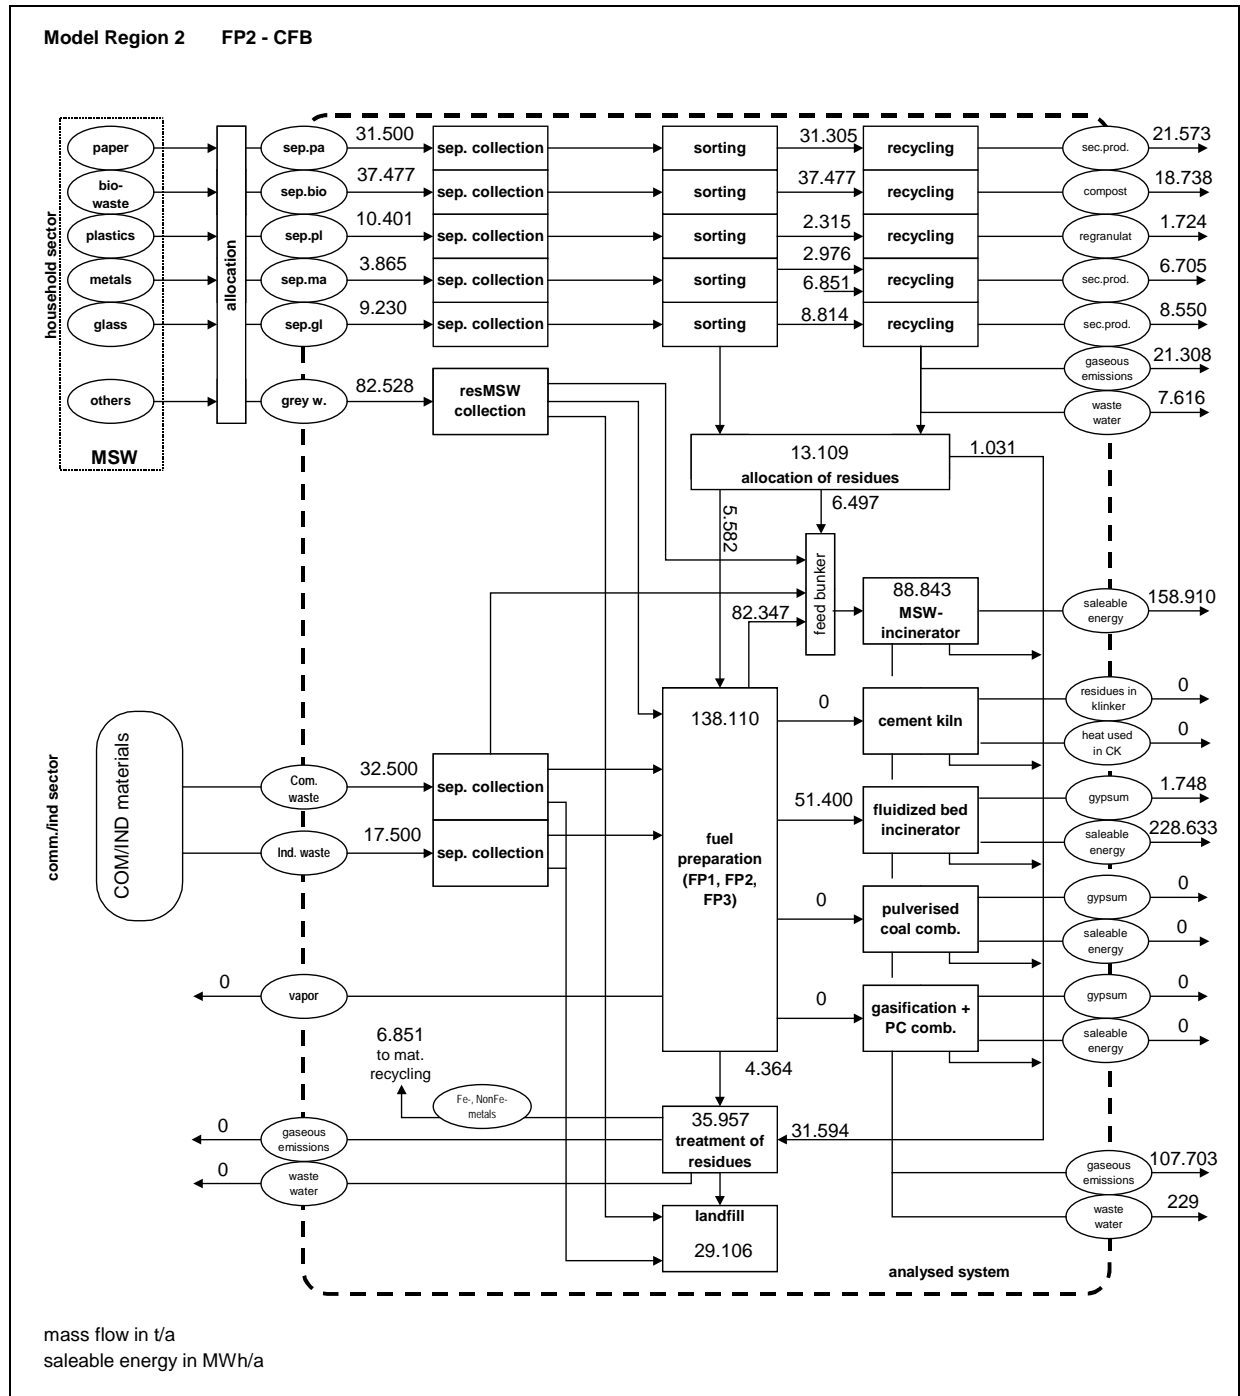 Model Region 2 FP2 - CFB
household sector
paper
bio-
waste
plastics
metals
glass
others
MSW
allocation
sep.pa
31.500
sep. collection
sorting
31.305
recycling
sec.prod.
21.573
sep.bio
37.477
sep. collection
sorting
37.477
recycling
compost
18.738
sep.pl
10.401
sep. collection
sorting
2.315
recycling
regranulat
1.724
sep.ma
3.865
sep. collection
sorting
2.976
6.851
recycling
sec.prod.
6.705
sep.gl
9.230
sep. collection
sorting
8.814
recycling
sec.prod.
8.550
gaseous
emissions
21.308
waste
water
7.616
grey w.
82.528
resMSW
collection
13.109
allocation of residues
1.031
5.582
6.497
feed bunker
82.347
88.843
MSW-
incinerator
saleable
energy
158.910
comm./ind sector
COM/IND materials
Com.
waste
32.500
sep. collection
Ind. waste
17.500
sep. collection
138.110
fuel
preparation
(FP1, FP2,
FP3)
0
cement kiln
residues in
klinker
0
heat used
in CK
0
51.400
fluidized bed
incinerator
gypsum
1.748
saleable
energy
228.633
0
pulverised
coal comb.
gypsum
0
saleable
energy
0
0
gasification +
PC comb.
gypsum
0
saleable
energy
0
0
vapor
6.851
to mat.
recycling
4.364
Fe-, NonFe-
metals
35.957
treatment of
residues
31.594
0
gaseous
emissions
0
waste
water
gaseous
emissions
107.703
waste
water
229
landfill
29.106
analysed system
mass flow in t/a
saleable energy in MWh/a